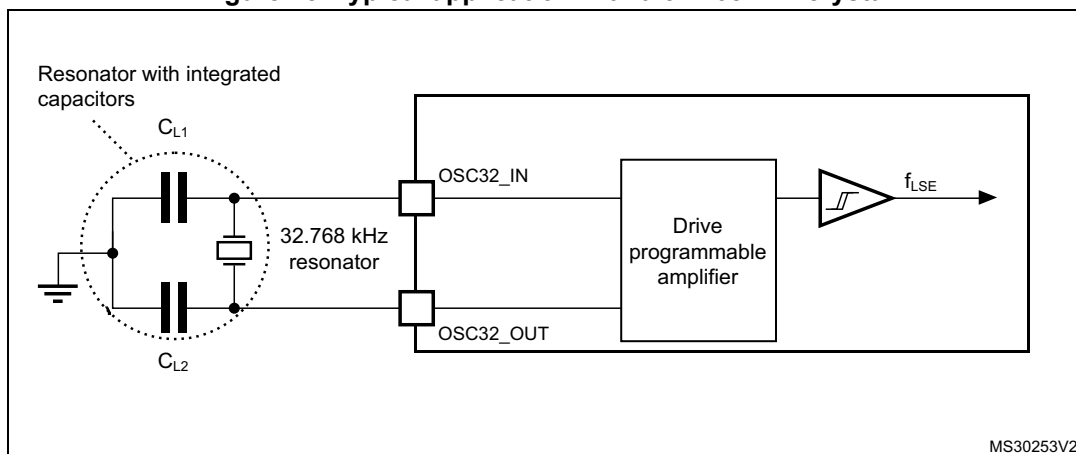 Resonator with integrated
capacitors
CL1
OSC32_IN
fLSE
32.768 kHz
resonator
Drive
programmable
amplifier
OSC32_OUT
CL2
MS30253V2